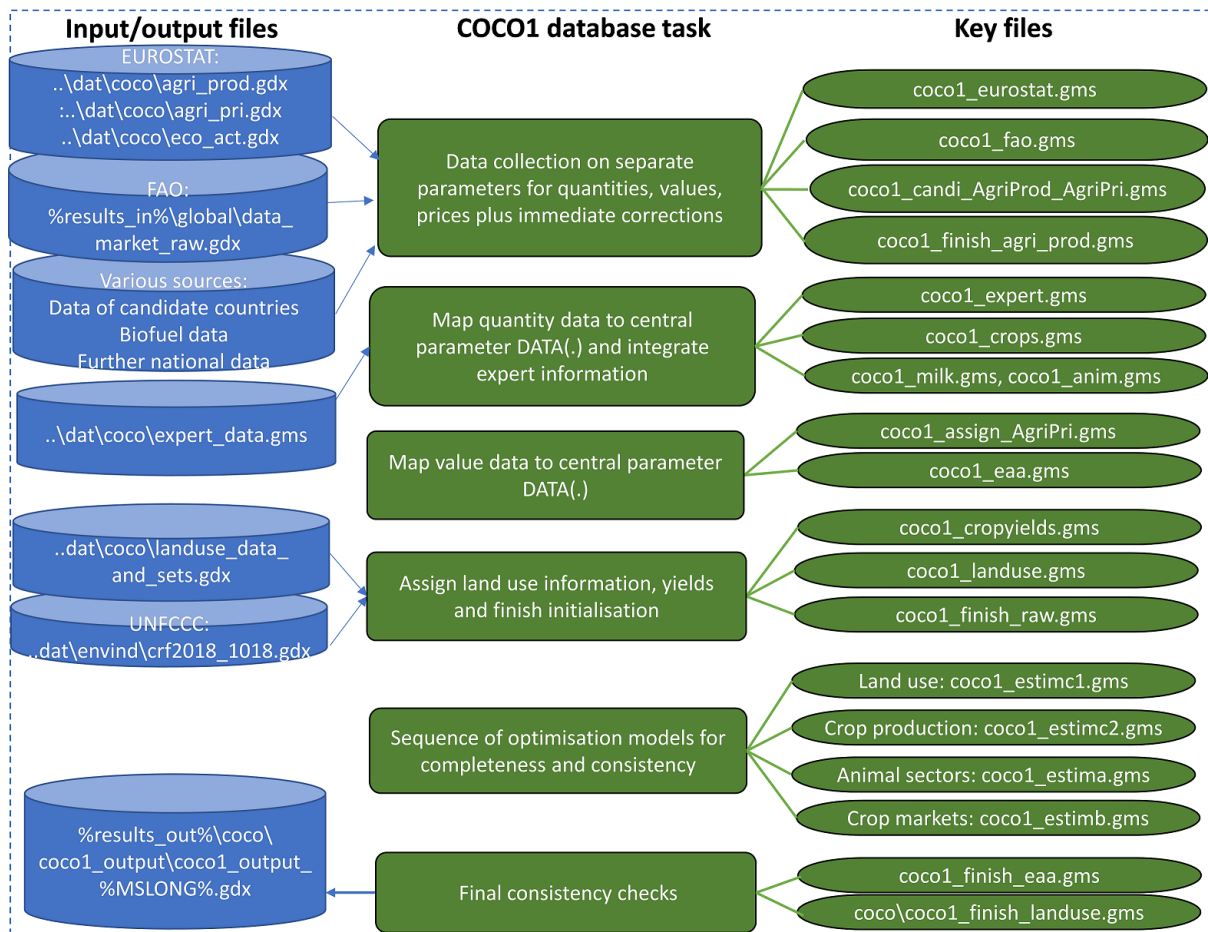 Input/output files
COCO1 database task
Key files
EUROSTAT:
..\dat\coco\agri_prod.gdx
:..\dat\coco\agri_pri.gdx
..\dat\coco\eco_act.gdx
FAO:
%results_in%\global\data_
market_raw.gdx
Various sources:
Data of candidate countries
Biofuel data
Further national data
..\dat\coco\expert_data.gms
..dat\coco\landuse_data_
and_sets.gdx
UNFCCC:
..dat\envind\crf2018_1018.gdx
%results_out%\coco\
coco1_output\coco1_output_
%MSLONG%.gdx
Data collection on separate
parameters for quantities, values,
prices plus immediate corrections
Map quantity data to central
parameter DATA(.) and integrate
expert information
Map value data to central parameter
DATA(.)
Assign land use information, yields
and finish initialisation
Sequence of optimisation models for
completeness and consistency
Final consistency checks
coco1_eurostat.gms
coco1_fao.gms
coco1_candi_AgriProd_AgriPri.gms
coco1_finish_agri_prod.gms
coco1_expert.gms
coco1_crops.gms
coco1_milk.gms, coco1_anim.gms
coco1_assign_AgriPri.gms
coco1_eaa.gms
coco1_cropyields.gms
coco1_landuse.gms
coco1_finish_raw.gms
Land use: coco1_estimc1.gms
Crop production: coco1_estimc2.gms
Animal sectors: coco1_estima.gms
Crop markets: coco1_estimb.gms
coco1_finish_eaa.gms
coco\coco1_finish_landuse.gms